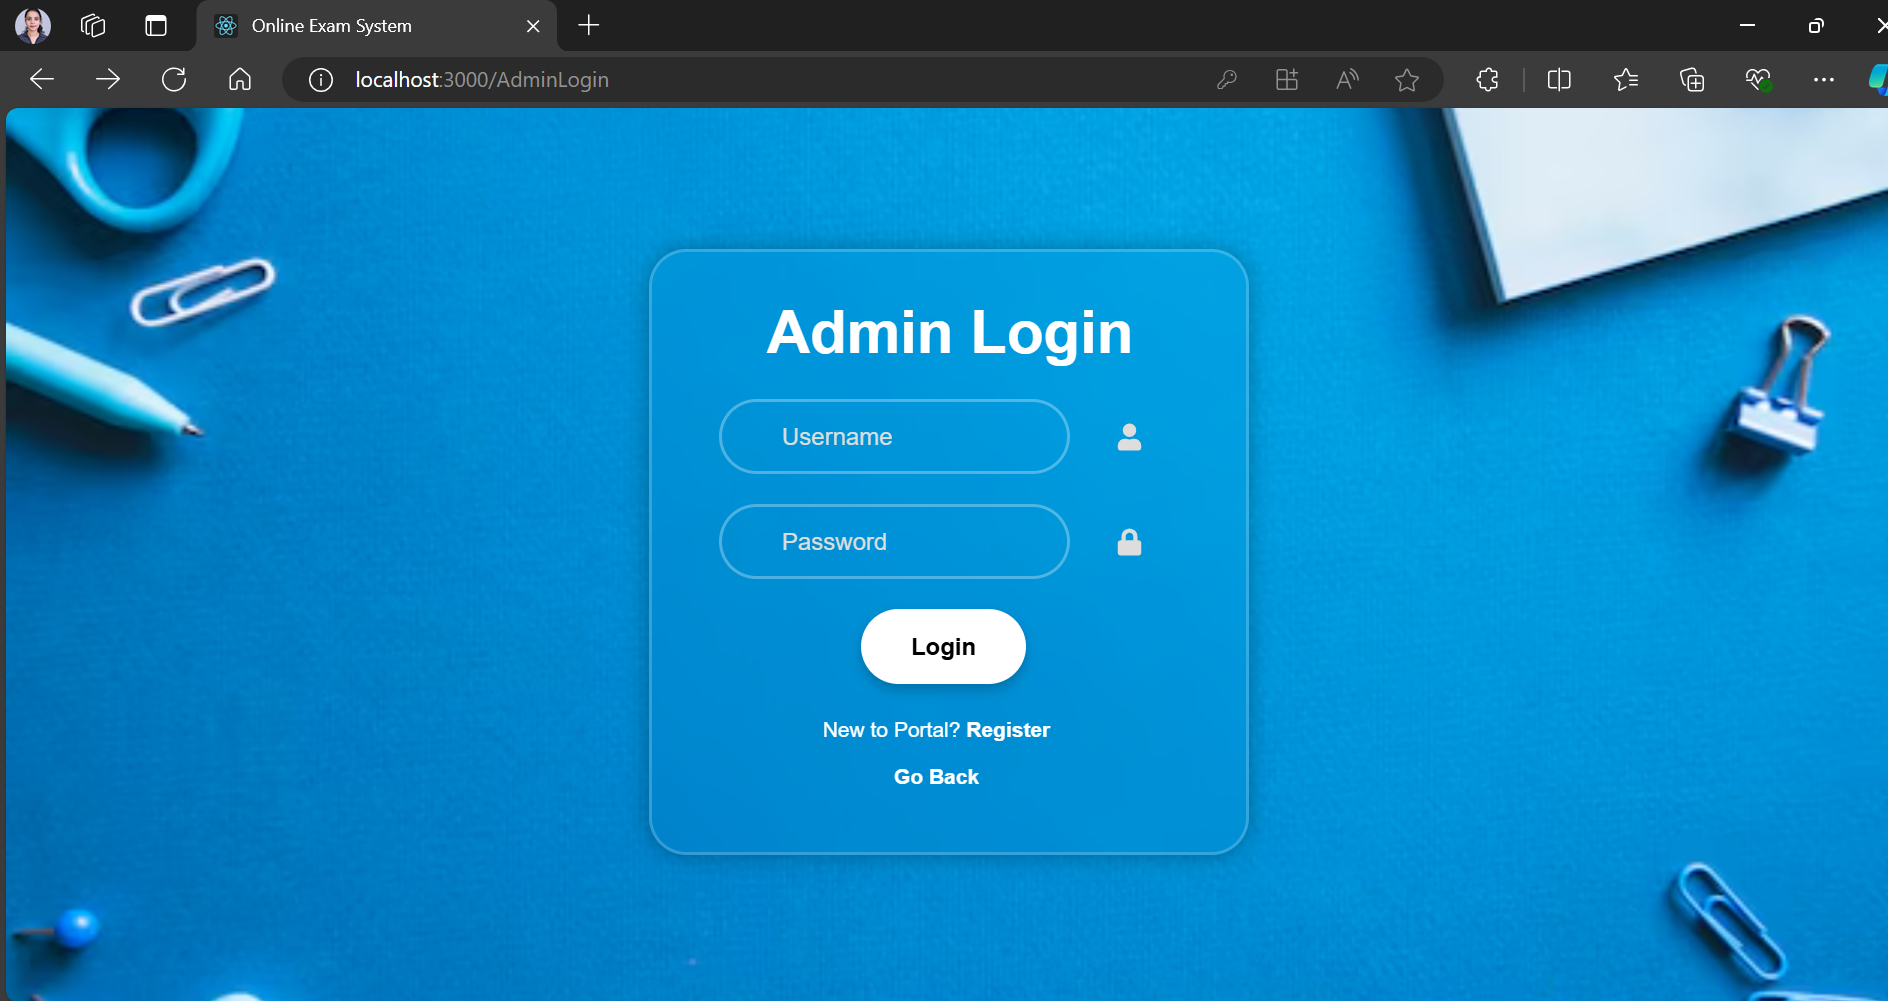 Online Exam System
localhost:3000/AdminLogin
Admin Login
Username
Password
Login
New to Portal? Register
Go Back